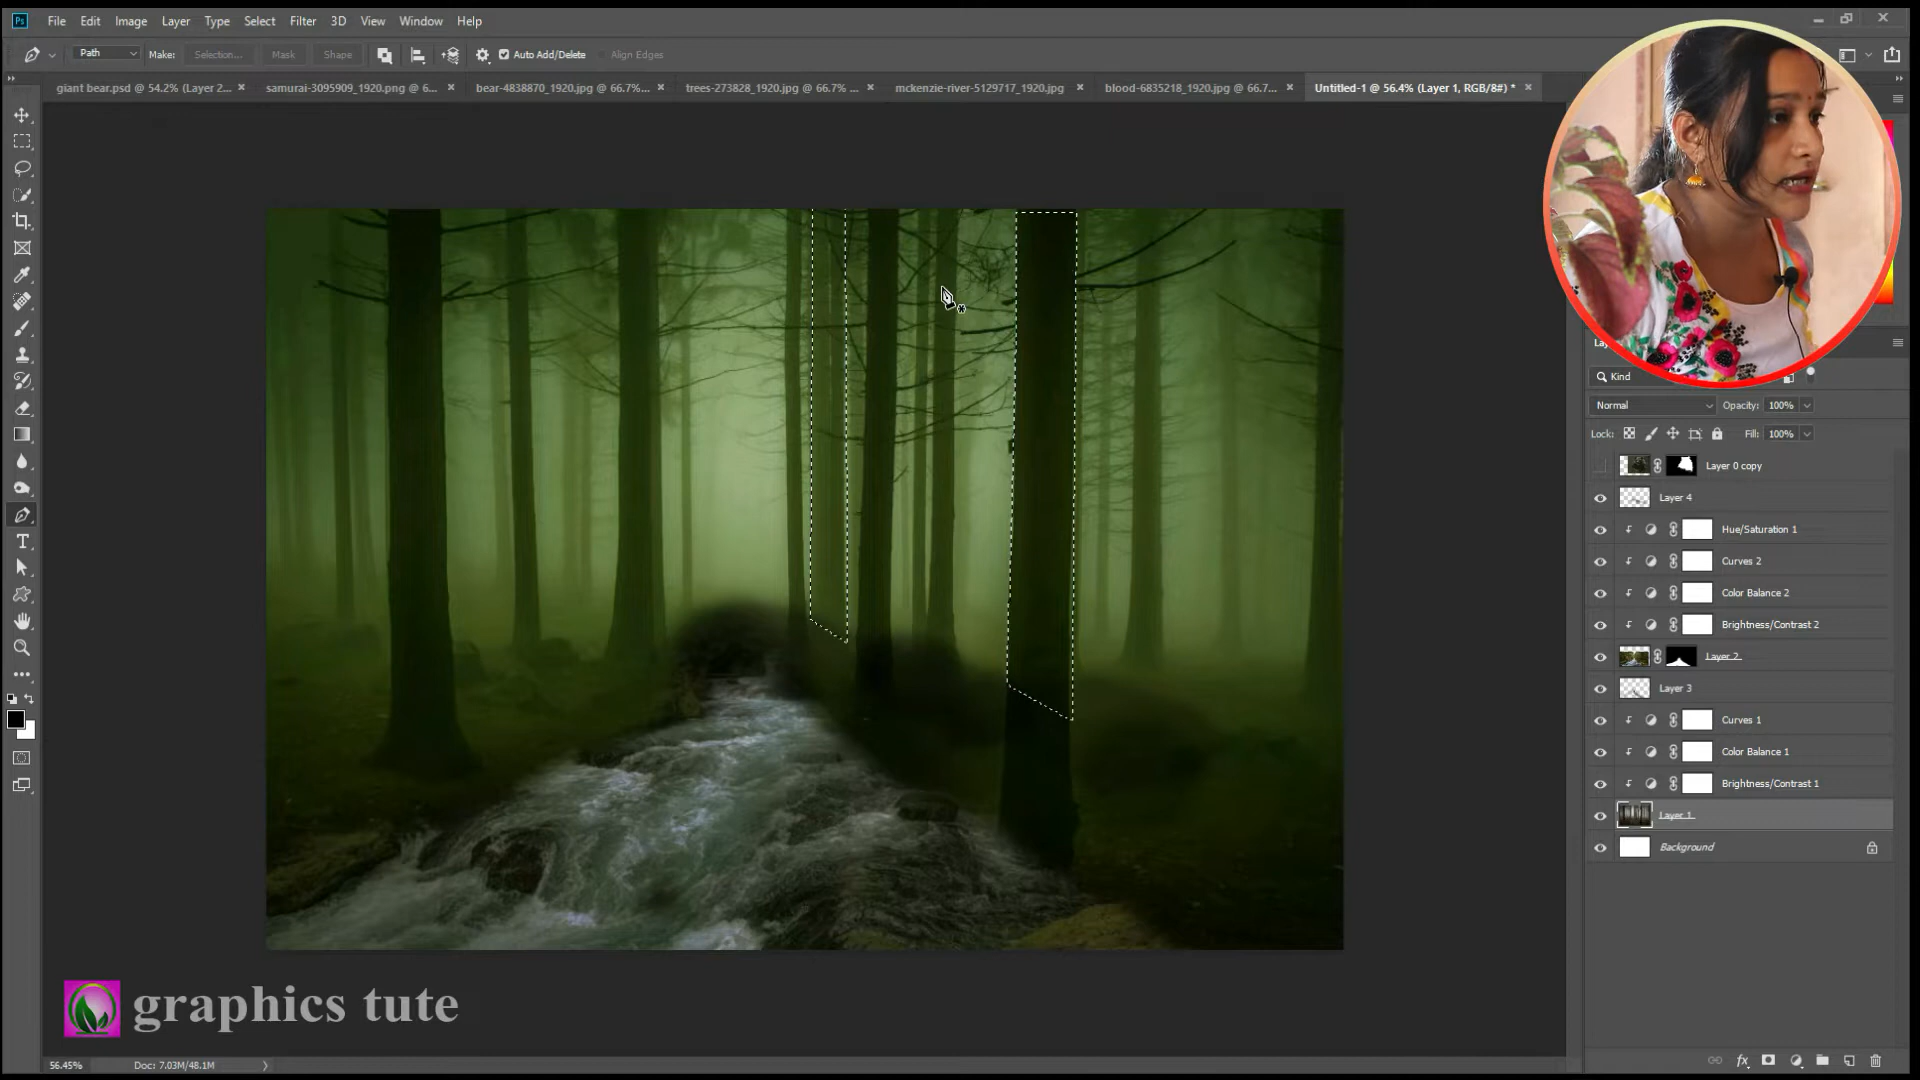 Ps File Edit Image Layer Type Select Filter 3D View Window Help
Path Make: Selection... Mask Shape Auto Add/Delete Align Edges
giant bear.psd @ 54.2% (Layer 2... × samurai-3095909_1920.png @ 6... × bear-4838870_1920.jpg @ 66.7%... × trees-273828_1920.jpg @ 66.7% ... × mckenzie-river-5129717_1920.jpg × blood-6835218_1920.jpg @ 66.7... × Untitled-1 @ 56.4% (Layer 1, RGB/8#) * ×
Kind
Normal Opacity: 100%
Lock: Fill: 100%
Layer 0 copy
Layer 4
Hue/Saturation 1
Curves 2
Color Balance 2
Brightness/Contrast 2
Layer 2
Layer 3
Curves 1
Color Balance 1
Brightness/Contrast 1
Layer 1
Background
graphics tute
56.45% Doc: 7.03M/48.1M